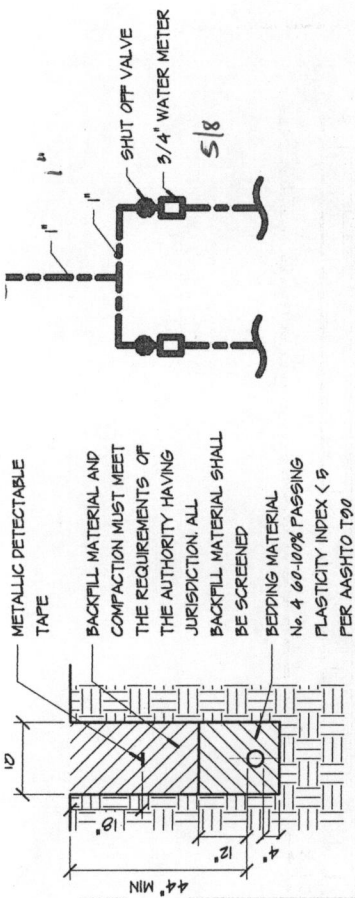 1"
1"
1"
SHUT OFF VALVE
3/4" WATER METER
5/8
METALLIC DETECTABLE
TAPE
BACKFILL MATERIAL AND
COMPACTION MUST MEET
THE REQUIREMENTS OF
THE AUTHORITY HAVING
JURISDICTION. ALL
BACKFILL MATERIAL SHALL
BE SCREENED
BEDDING MATERIAL
No. 4 60-100% PASSING
PLASTICITY INDEX < 5
PER AASHTO T90
18"
44" MIN
12"
4"